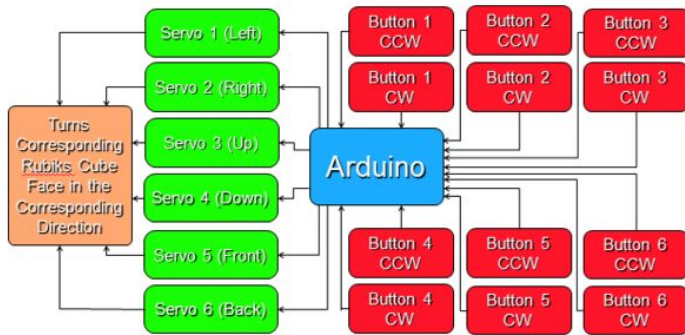 Servo 1 (Left)
Servo 2 (Right)
Servo 3 (Up)
Servo 4 (Down)
Servo 5 (Front)
Servo 6 (Back)
Turns
Corresponding
Rubiks Cube
Face in the
Corresponding
Direction
Arduino
Button 1
CCW
Button 2
CCW
Button 3
CCW
Button 1
CW
Button 2
CW
Button 3
CW
Button 4
CCW
Button 5
CCW
Button 6
CCW
Button 4
CW
Button 5
CW
Button 6
CW